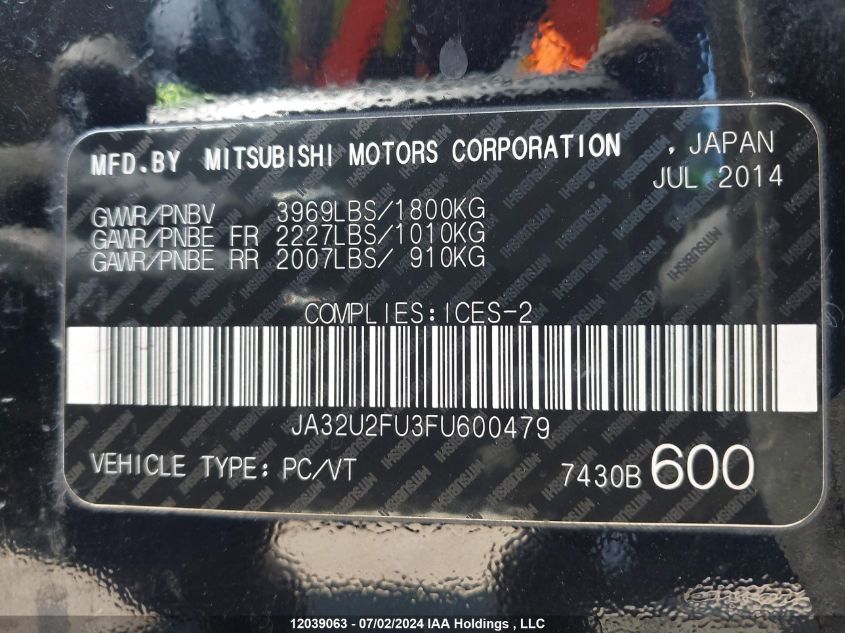 MFD.BY MITSUBISHI MOTORS CORPORATION , JAPAN
JUL 2014
GVWR/PNBV 3969LBS/1800KG
GAWR/PNBE FR 2227LBS/1010KG
GAWR/PNBE RR 2007LBS/ 910KG
COMPLIES:ICES-2
JA32U2FU3FU600479
VEHICLE TYPE: PC/VT 7430B 600
12039063 - 07/02/2024 IAA Holdings , LLC